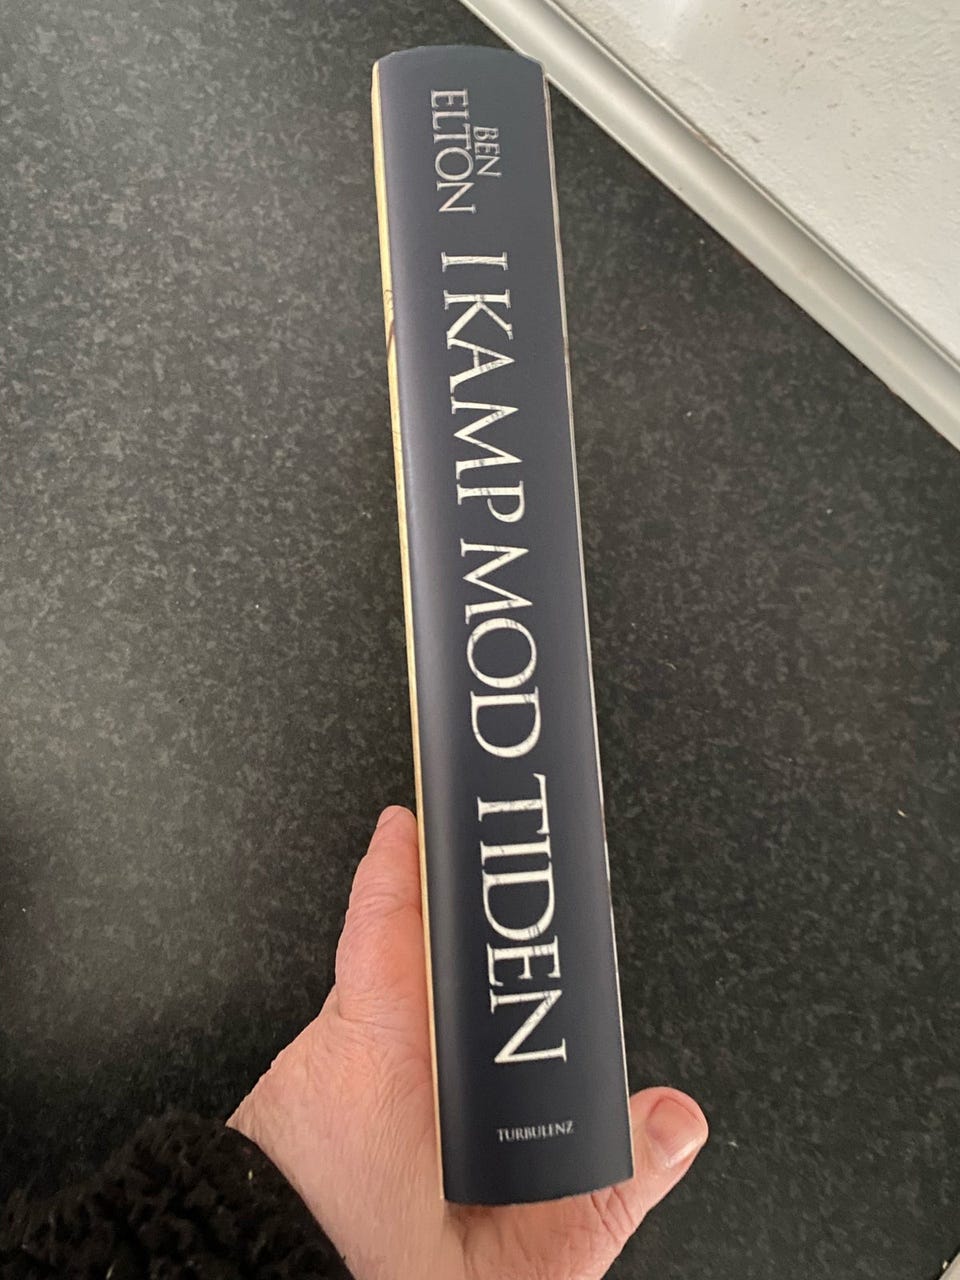 BEN
ELTON
I KAMP MOD TIDEN
TURBULENZ